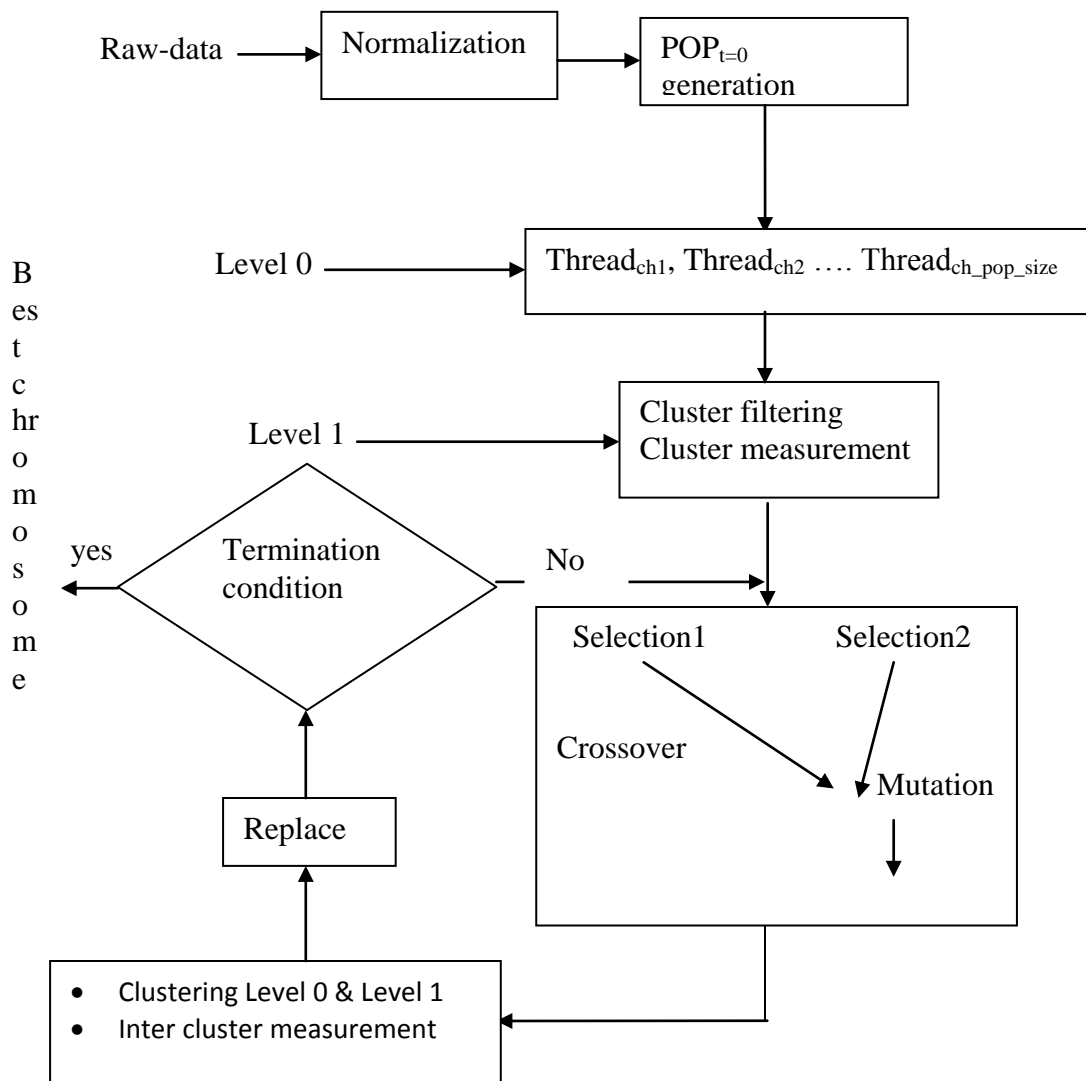 Raw-data
Normalization
POPt=0
generation
Level 0
Threadch1, Threadch2 …. Threadch_pop_size
B
es
t
c
hr
o
m
o
s
o
m
e
Level 1
Cluster filtering
Cluster measurement
yes
Termination
condition
No
Selection1
Selection2
Crossover
Mutation
Replace
• Clustering Level 0 & Level 1
• Inter cluster measurement